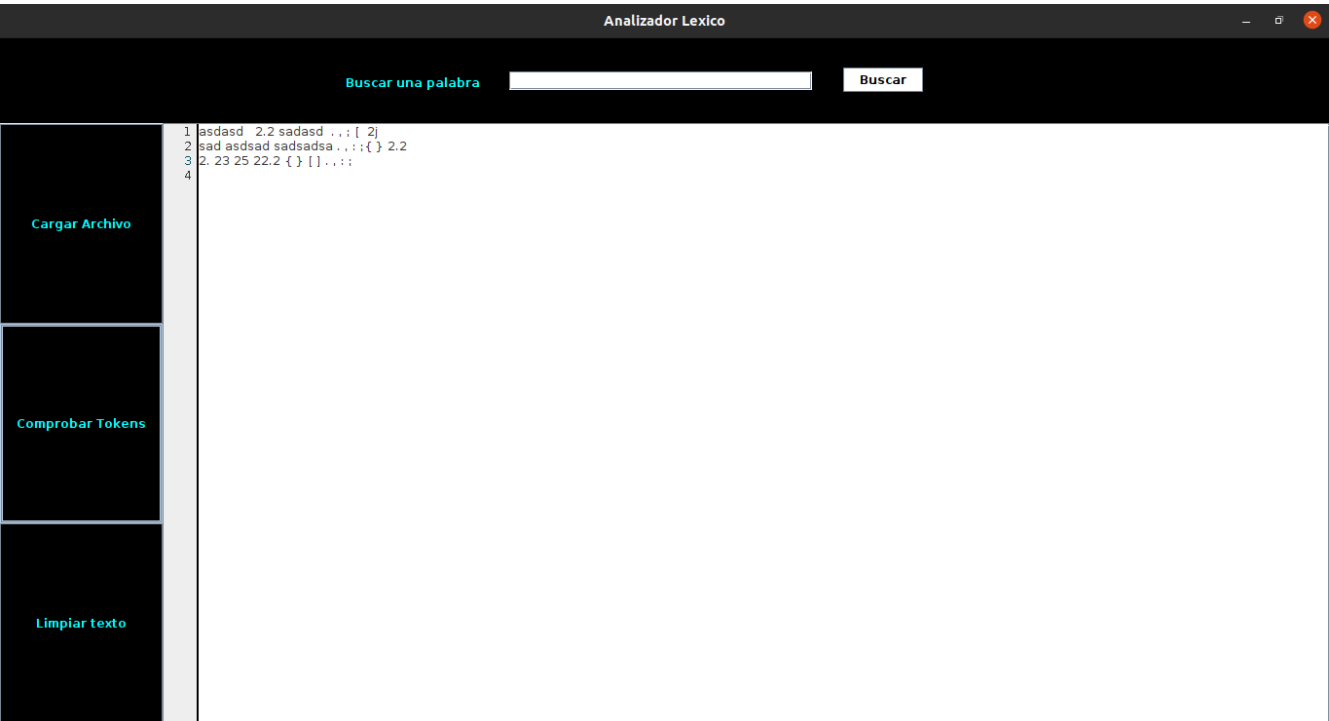 Analizador Lexico
Buscar una palabra Buscar
1 asdasd 2.2 sadasd . , ; [ 2j
2 sad asdsad sadsadsa . , : ;{ } 2.2
3 2. 23 25 22.2 { } [ ] . , : ;
4
Cargar Archivo
Comprobar Tokens
Limpiar texto